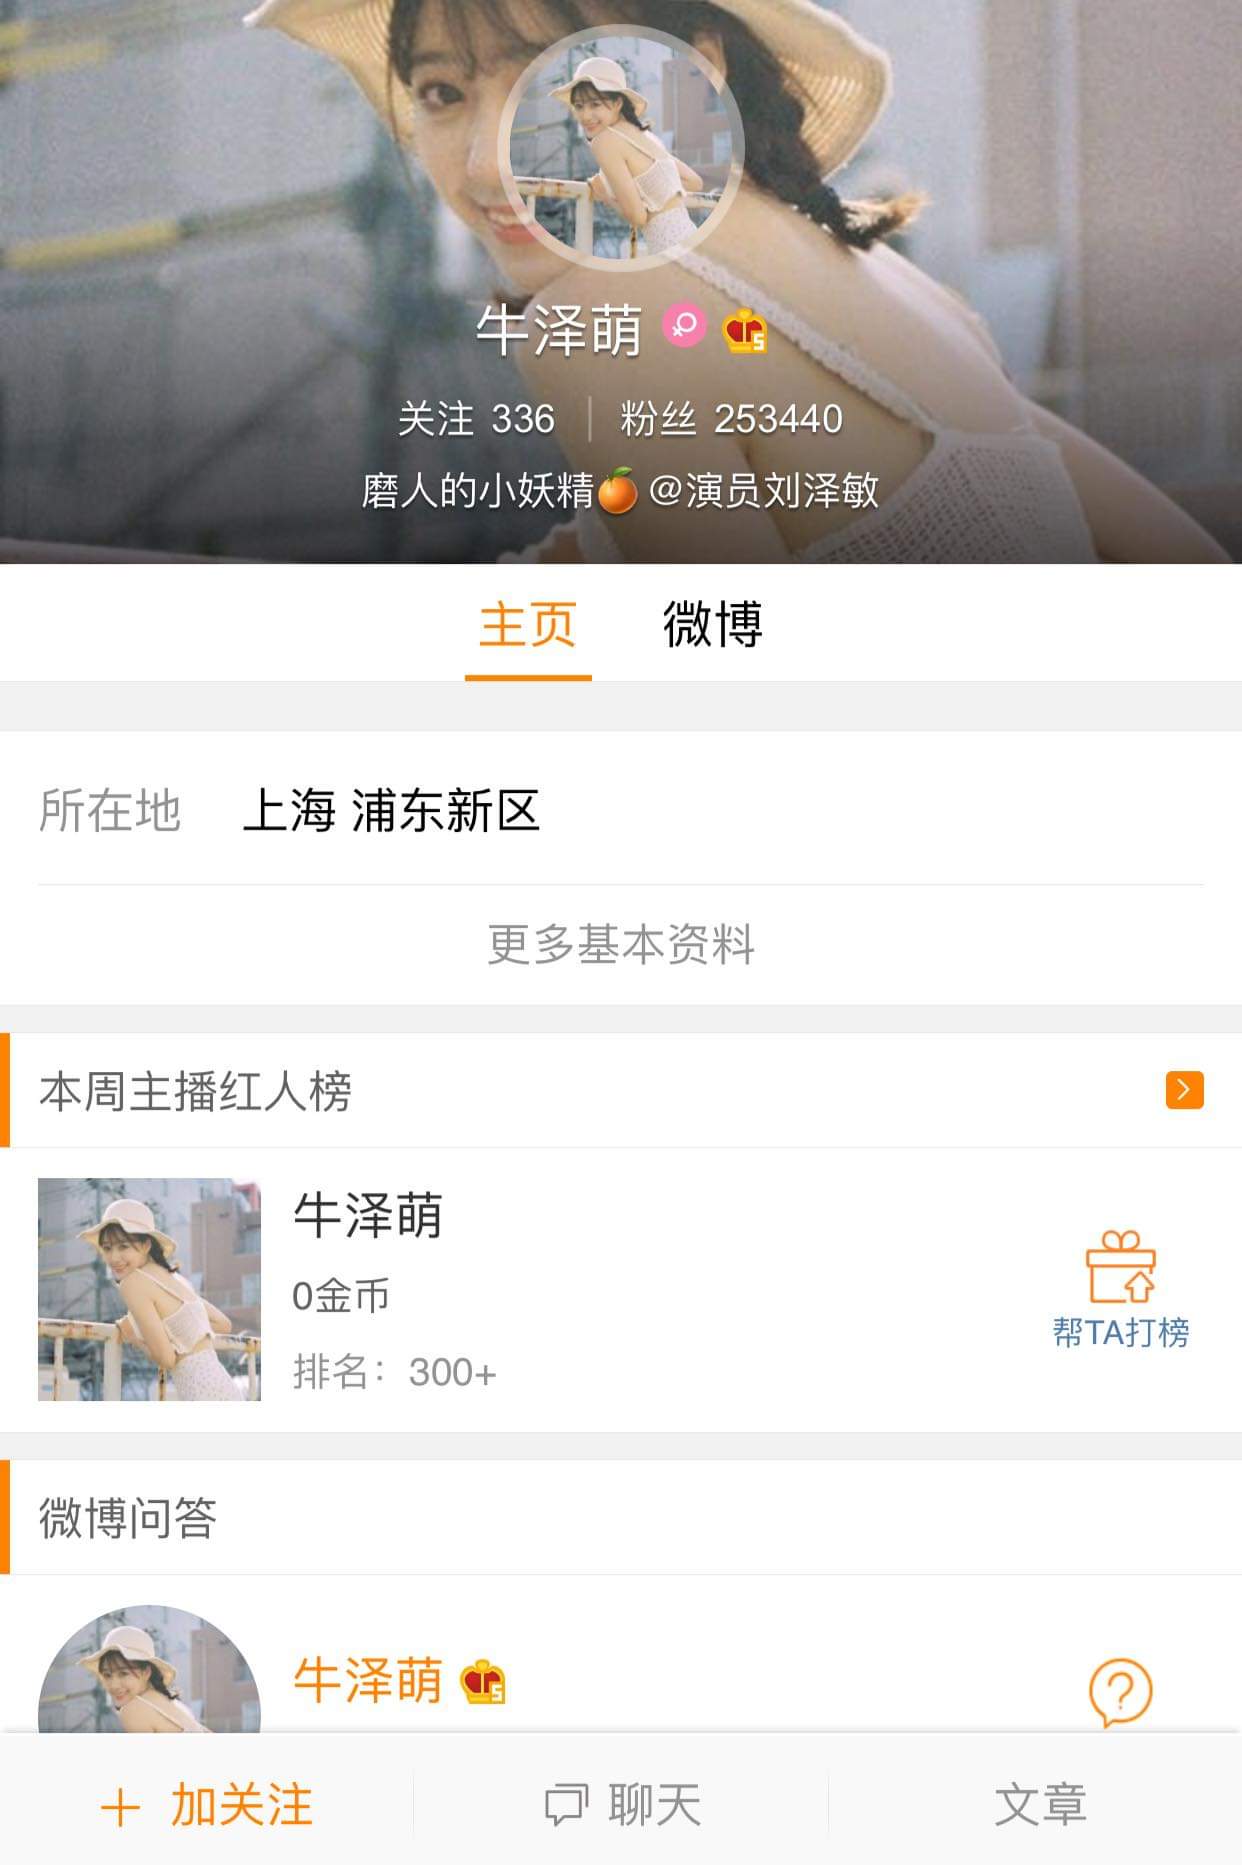 牛泽萌
关注 336 | 粉丝 253440
磨人的小妖精🍊@演员刘泽敏
主页 微博
所在地 上海 浦东新区
更多基本资料
本周主播红人榜
牛泽萌
0金币
帮TA打榜
排名：300+
微博问答
牛泽萌
加关注 聊天 文章